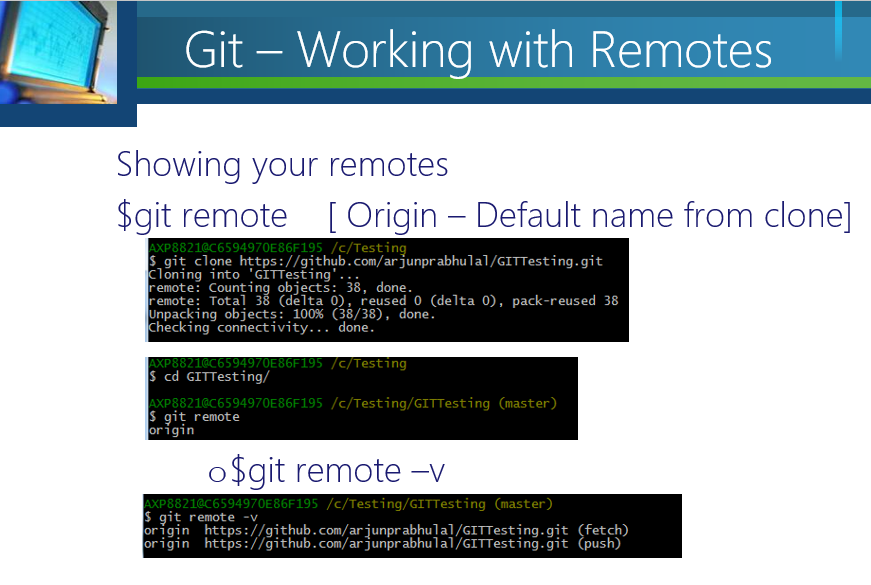 Git – Working with Remotes
Showing your remotes
$git remote [ Origin – Default name from clone]
AXP8821@C6594970E86F195 /c/Testing
$ git clone https://github.com/arjunprabhulal/GITTesting.git
Cloning into 'GITTesting'...
remote: Counting objects: 38, done.
remote: Total 38 (delta 0), reused 0 (delta 0), pack-reused 38
Unpacking objects: 100% (38/38), done.
Checking connectivity... done.
AXP8821@C6594970E86F195 /c/Testing
$ cd GITTesting/
AXP8821@C6594970E86F195 /c/Testing/GITTesting (master)
$ git remote
origin
o$git remote –v
AXP8821@C6594970E86F195 /c/Testing/GITTesting (master)
$ git remote -v
origin https://github.com/arjunprabhulal/GITTesting.git (fetch)
origin https://github.com/arjunprabhulal/GITTesting.git (push)